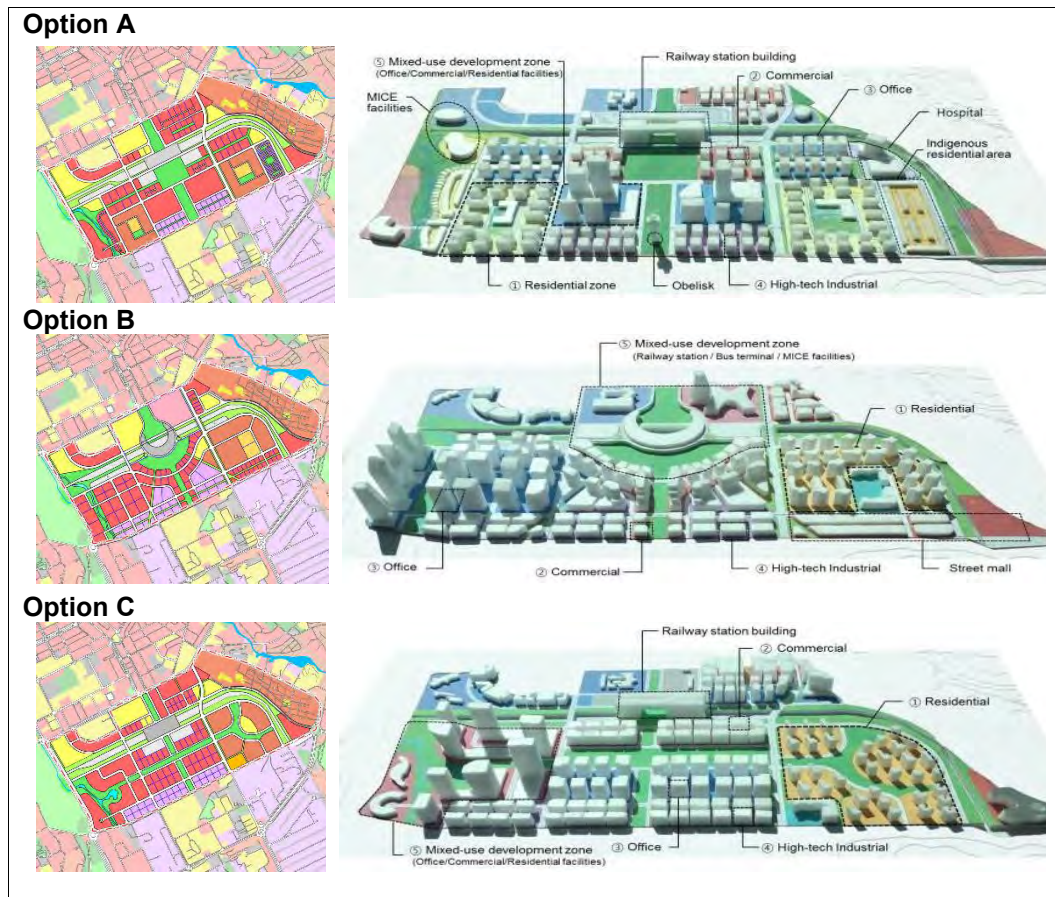 Option A
⑤ Mixed-use development zone
(Office/Commercial/Residential facilities)
Railway station building
② Commercial
③ Office
MICE
facilities
Hospital
Indigenous
residential area
① Residential zone
Obelisk
④ High-tech Industrial
Option B
⑤ Mixed-use development zone
(Railway station / Bus terminal / MICE facilities)
① Residential
③ Office
② Commercial
④ High-tech Industrial
Street mall
Option C
Railway station building
② Commercial
① Residential
⑤ Mixed-use development zone
(Office/Commercial/Residential facilities)
③ Office
④ High-tech Industrial